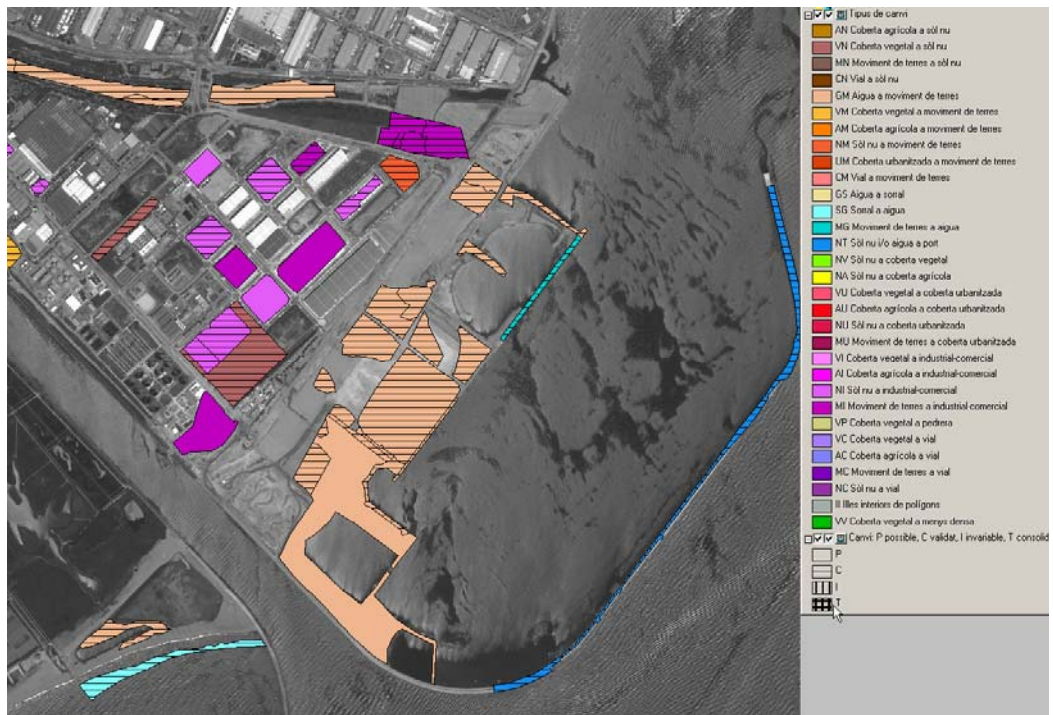 Tipus de canvi
AN Coberta agrícola a sòl nu
VN Coberta vegetal a sòl nu
MN Moviment de terres a sòl nu
CN Vial a sòl nu
GM Aigua a moviment de terres
VM Coberta vegetal a moviment de terres
AM Coberta agrícola a moviment de terres
NM Sòl nu a moviment de terres
UM Coberta urbanitzada a moviment de terres
CM Vial a moviment de terres
GS Aigua a sorral
SG Sorral a aigua
MG Moviment de terres a aigua
NT Sòl nu i/o aigua a port
NV Sòl nu a coberta vegetal
NA Sòl nu a coberta agrícola
VU Coberta vegetal a coberta urbanitzada
AU Coberta agrícola a coberta urbanitzada
NU Sòl nu a coberta urbanitzada
MU Moviment de terres a coberta urbanitzada
VI Coberta vegetal a industrial-comercial
AI Coberta agrícola a industrial-comercial
NI Sòl nu a industrial-comercial
MI Moviment de terres a industrial-comercial
VP Coberta vegetal a pedrera
VC Coberta vegetal a vial
AC Coberta agrícola a vial
MC Moviment de terres a vial
NC Sòl nu a vial
II Illes interiors de polígons
VV Coberta vegetal a menys densa
Canvi: P possible, C validat, I invariable, T consolid
P
C
I
T